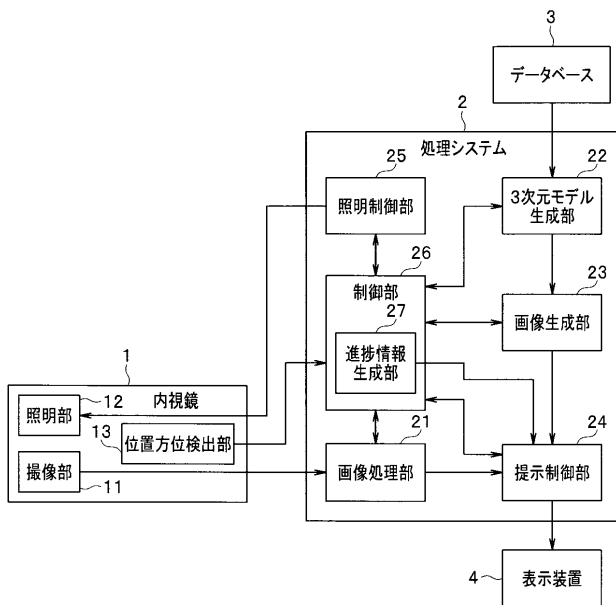 3
データベース
2
処理システム
25
照明制御部
22
3次元モデル
生成部
26
制御部
27
進捗情報
生成部
23
画像生成部
1
内視鏡
12
照明部
13
位置方位検出部
撮像部
11
21
画像処理部
24
提示制御部
4
表示装置